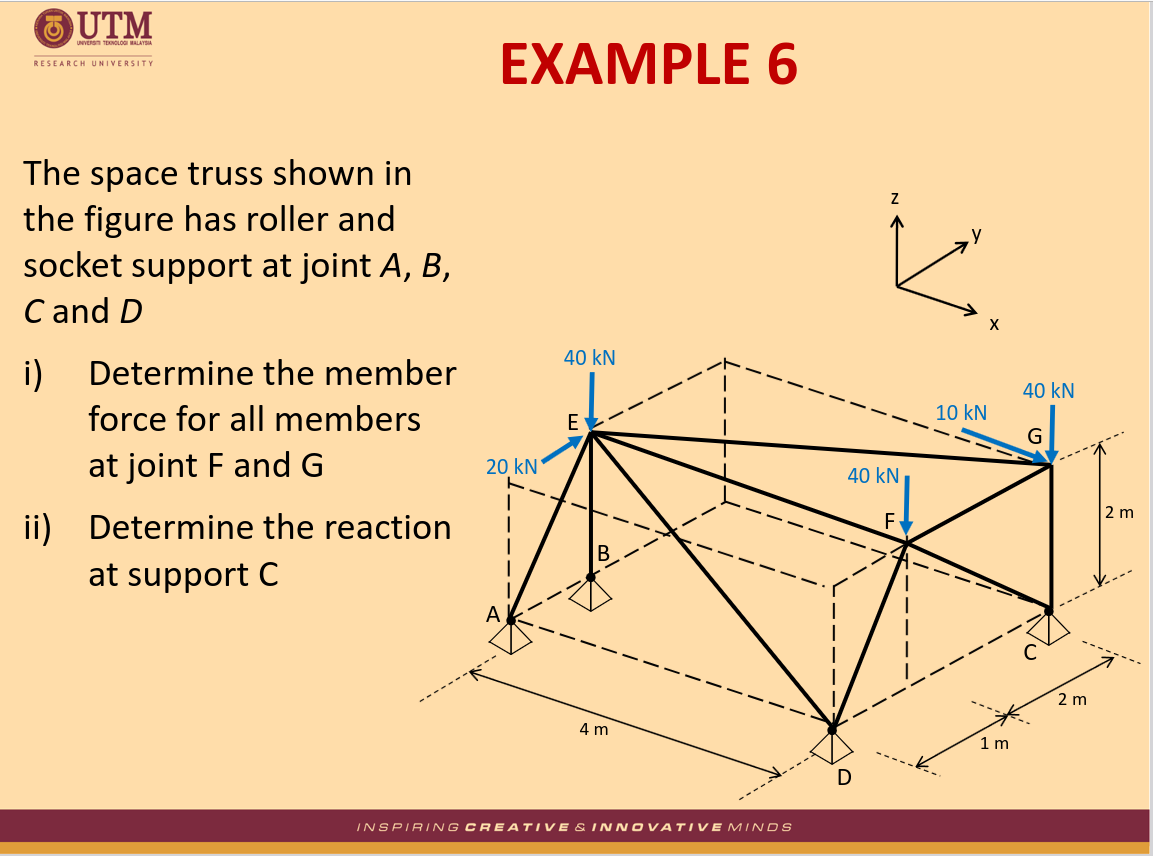 UTM
UNIVERSITI TEKNOLOGI MALAYSIA
RESEARCH UNIVERSITY
EXAMPLE 6
The space truss shown in
the figure has roller and
socket support at joint A, B,
C and D
i) Determine the member
force for all members
at joint F and G
ii) Determine the reaction
at support C
z
y
x
40 kN
40 kN
10 kN
E
G
20 kN
40 kN
F
2 m
B
A
C
2 m
4 m
1 m
D
INSPIRING CREATIVE & INNOVATIVE MINDS